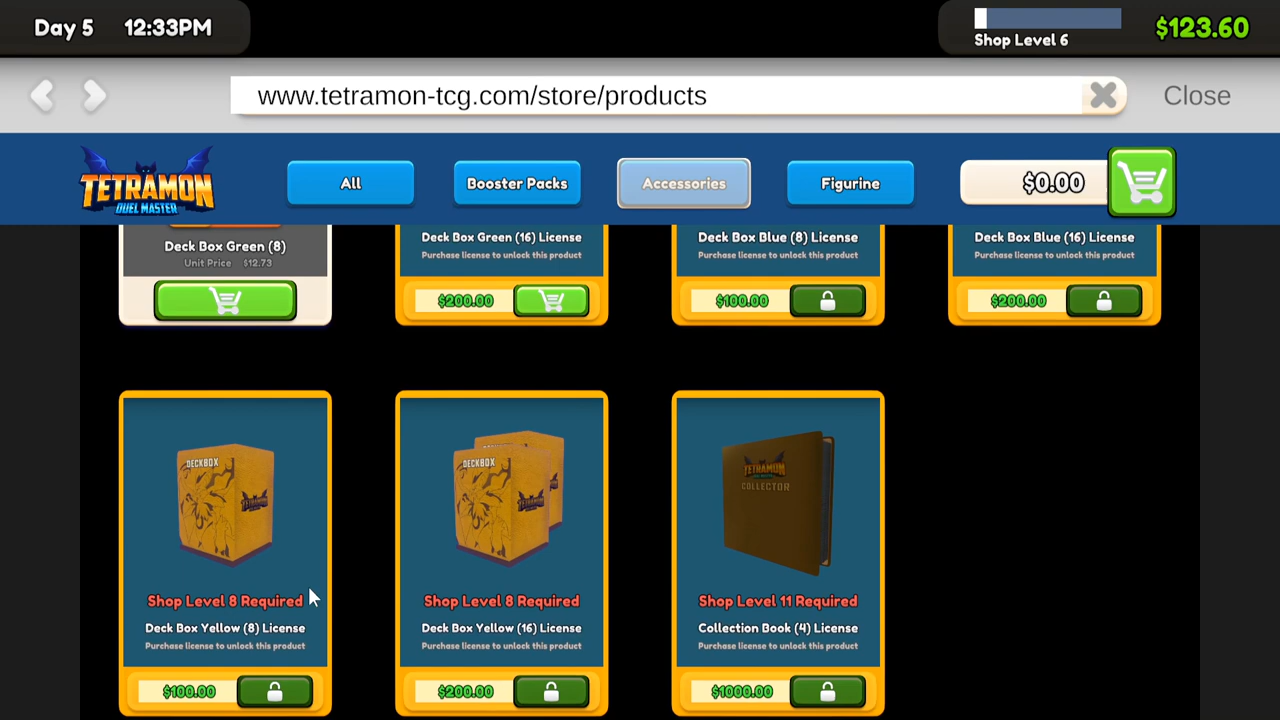 Day 5 12:33PM
Shop Level 6
$123.60
www.tetramon-tcg.com/store/products
Close
TETRAMON
DUEL MASTER
All
Booster Packs
Accessories
Figurine
$0.00
Deck Box Green (8)
Unit Price $12.73
Deck Box Green (16) License
Purchase license to unlock this product
$200.00
Deck Box Blue (8) License
Purchase license to unlock this product
$100.00
Deck Box Blue (16) License
Purchase license to unlock this product
$200.00
DECKBOX
TETRAMON
Shop Level 8 Required
Deck Box Yellow (8) License
Purchase license to unlock this product
$100.00
DECKBOX
TETRAMON
Shop Level 8 Required
Deck Box Yellow (16) License
Purchase license to unlock this product
$200.00
TETRAMON
COLLECTOR
Shop Level 11 Required
Collection Book (4) License
Purchase license to unlock this product
$1000.00